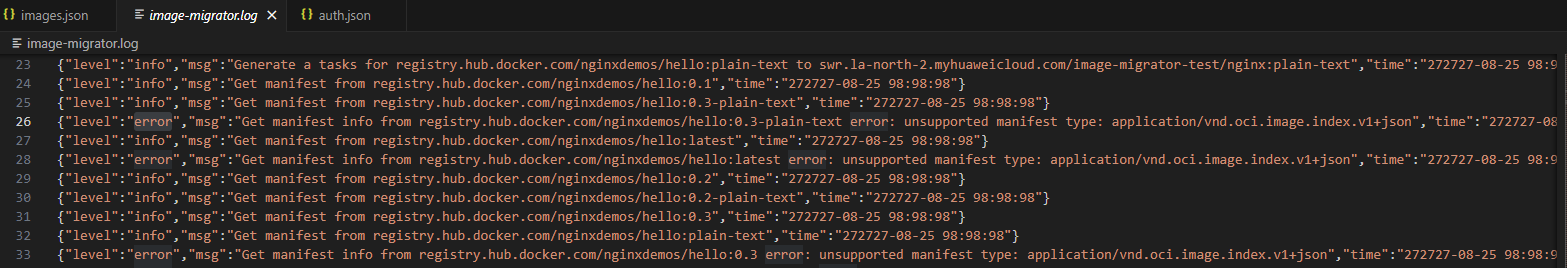 images.json image-migrator.log auth.json
image-migrator.log
23 {"level":"info","msg":"Generate a tasks for registry.hub.docker.com/nginxdemos/hello:plain-text to swr.la-north-2.myhuaweicloud.com/image-migrator-test/nginx:plain-text","time":"272727-08-25 98:9
24 {"level":"info","msg":"Get manifest from registry.hub.docker.com/nginxdemos/hello:0.1","time":"272727-08-25 98:98:98"}
25 {"level":"info","msg":"Get manifest from registry.hub.docker.com/nginxdemos/hello:0.3-plain-text","time":"272727-08-25 98:98:98"}
26 {"level":"error","msg":"Get manifest info from registry.hub.docker.com/nginxdemos/hello:0.3-plain-text error: unsupported manifest type: application/vnd.oci.image.index.v1+json","time":"272727-08
27 {"level":"info","msg":"Get manifest from registry.hub.docker.com/nginxdemos/hello:latest","time":"272727-08-25 98:98:98"}
28 {"level":"error","msg":"Get manifest info from registry.hub.docker.com/nginxdemos/hello:latest error: unsupported manifest type: application/vnd.oci.image.index.v1+json","time":"272727-08-25 98:9
29 {"level":"info","msg":"Get manifest from registry.hub.docker.com/nginxdemos/hello:0.2","time":"272727-08-25 98:98:98"}
30 {"level":"info","msg":"Get manifest from registry.hub.docker.com/nginxdemos/hello:0.2-plain-text","time":"272727-08-25 98:98:98"}
31 {"level":"info","msg":"Get manifest from registry.hub.docker.com/nginxdemos/hello:0.3","time":"272727-08-25 98:98:98"}
32 {"level":"info","msg":"Get manifest from registry.hub.docker.com/nginxdemos/hello:plain-text","time":"272727-08-25 98:98:98"}
33 {"level":"error","msg":"Get manifest info from registry.hub.docker.com/nginxdemos/hello:0.3 error: unsupported manifest type: application/vnd.oci.image.index.v1+json","time":"272727-08-25 98:9